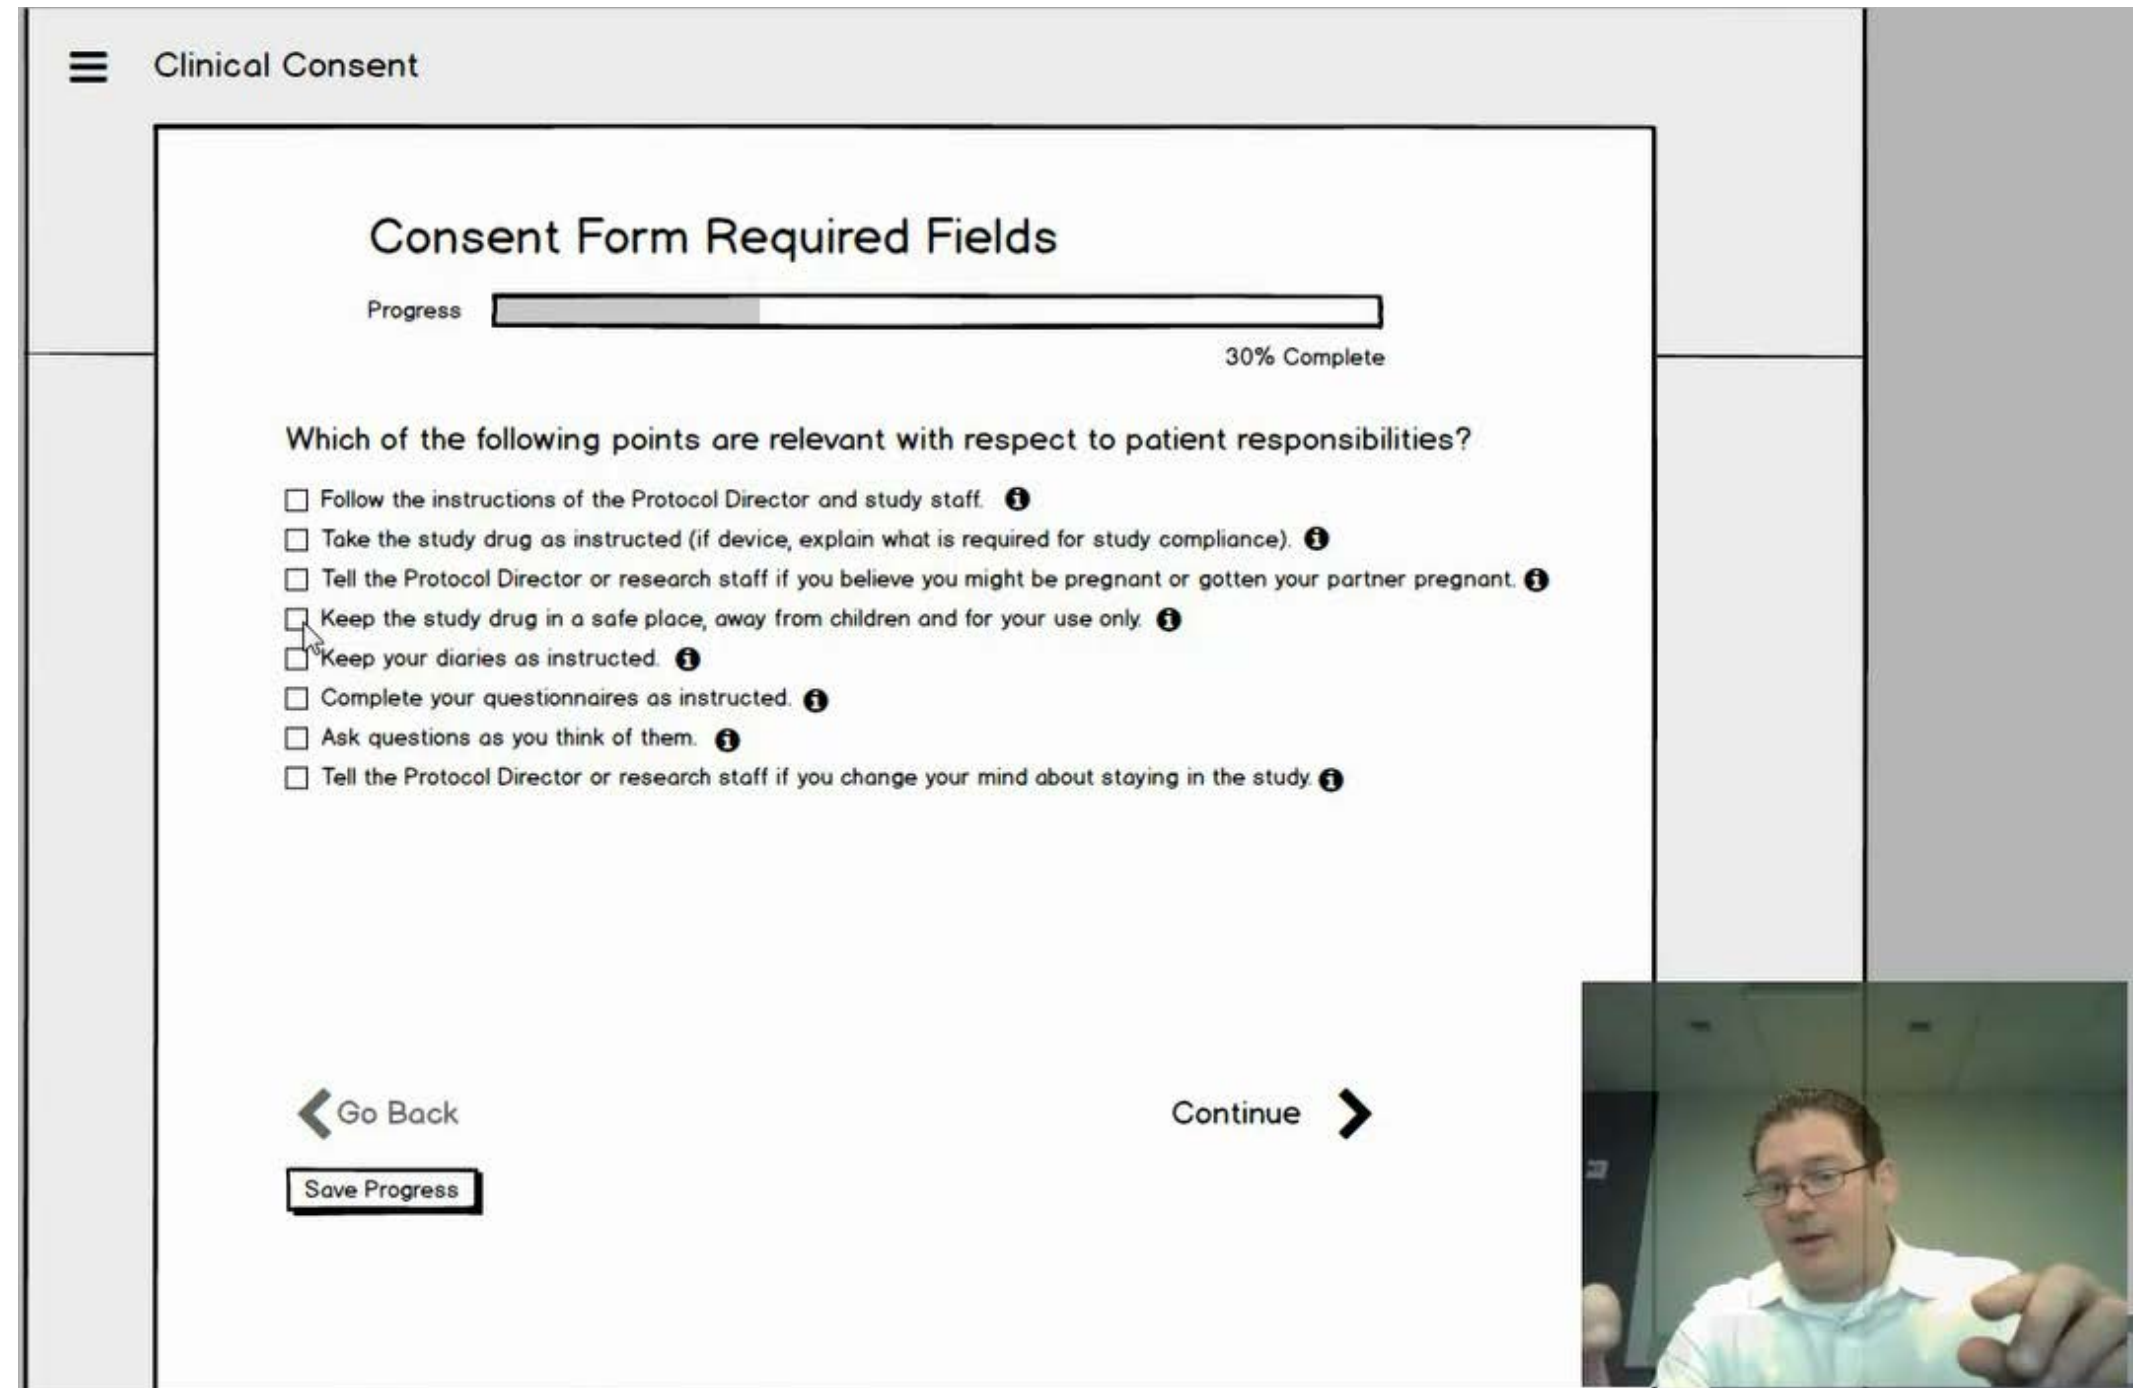 Clinical Consent
Consent Form Required Fields
Progress
30% Complete
Which of the following points are relevant with respect to patient responsibilities?
Follow the instructions of the Protocol Director and study staff.
Take the study drug as instructed (if device, explain what is required for study compliance).
Tell the Protocol Director or research staff if you believe you might be pregnant or gotten your partner pregnant.
Keep the study drug in a safe place, away from children and for your use only.
Keep your diaries as instructed.
Complete your questionnaires as instructed.
Ask questions as you think of them.
Tell the Protocol Director or research staff if you change your mind about staying in the study.
Go Back
Continue
Save Progress